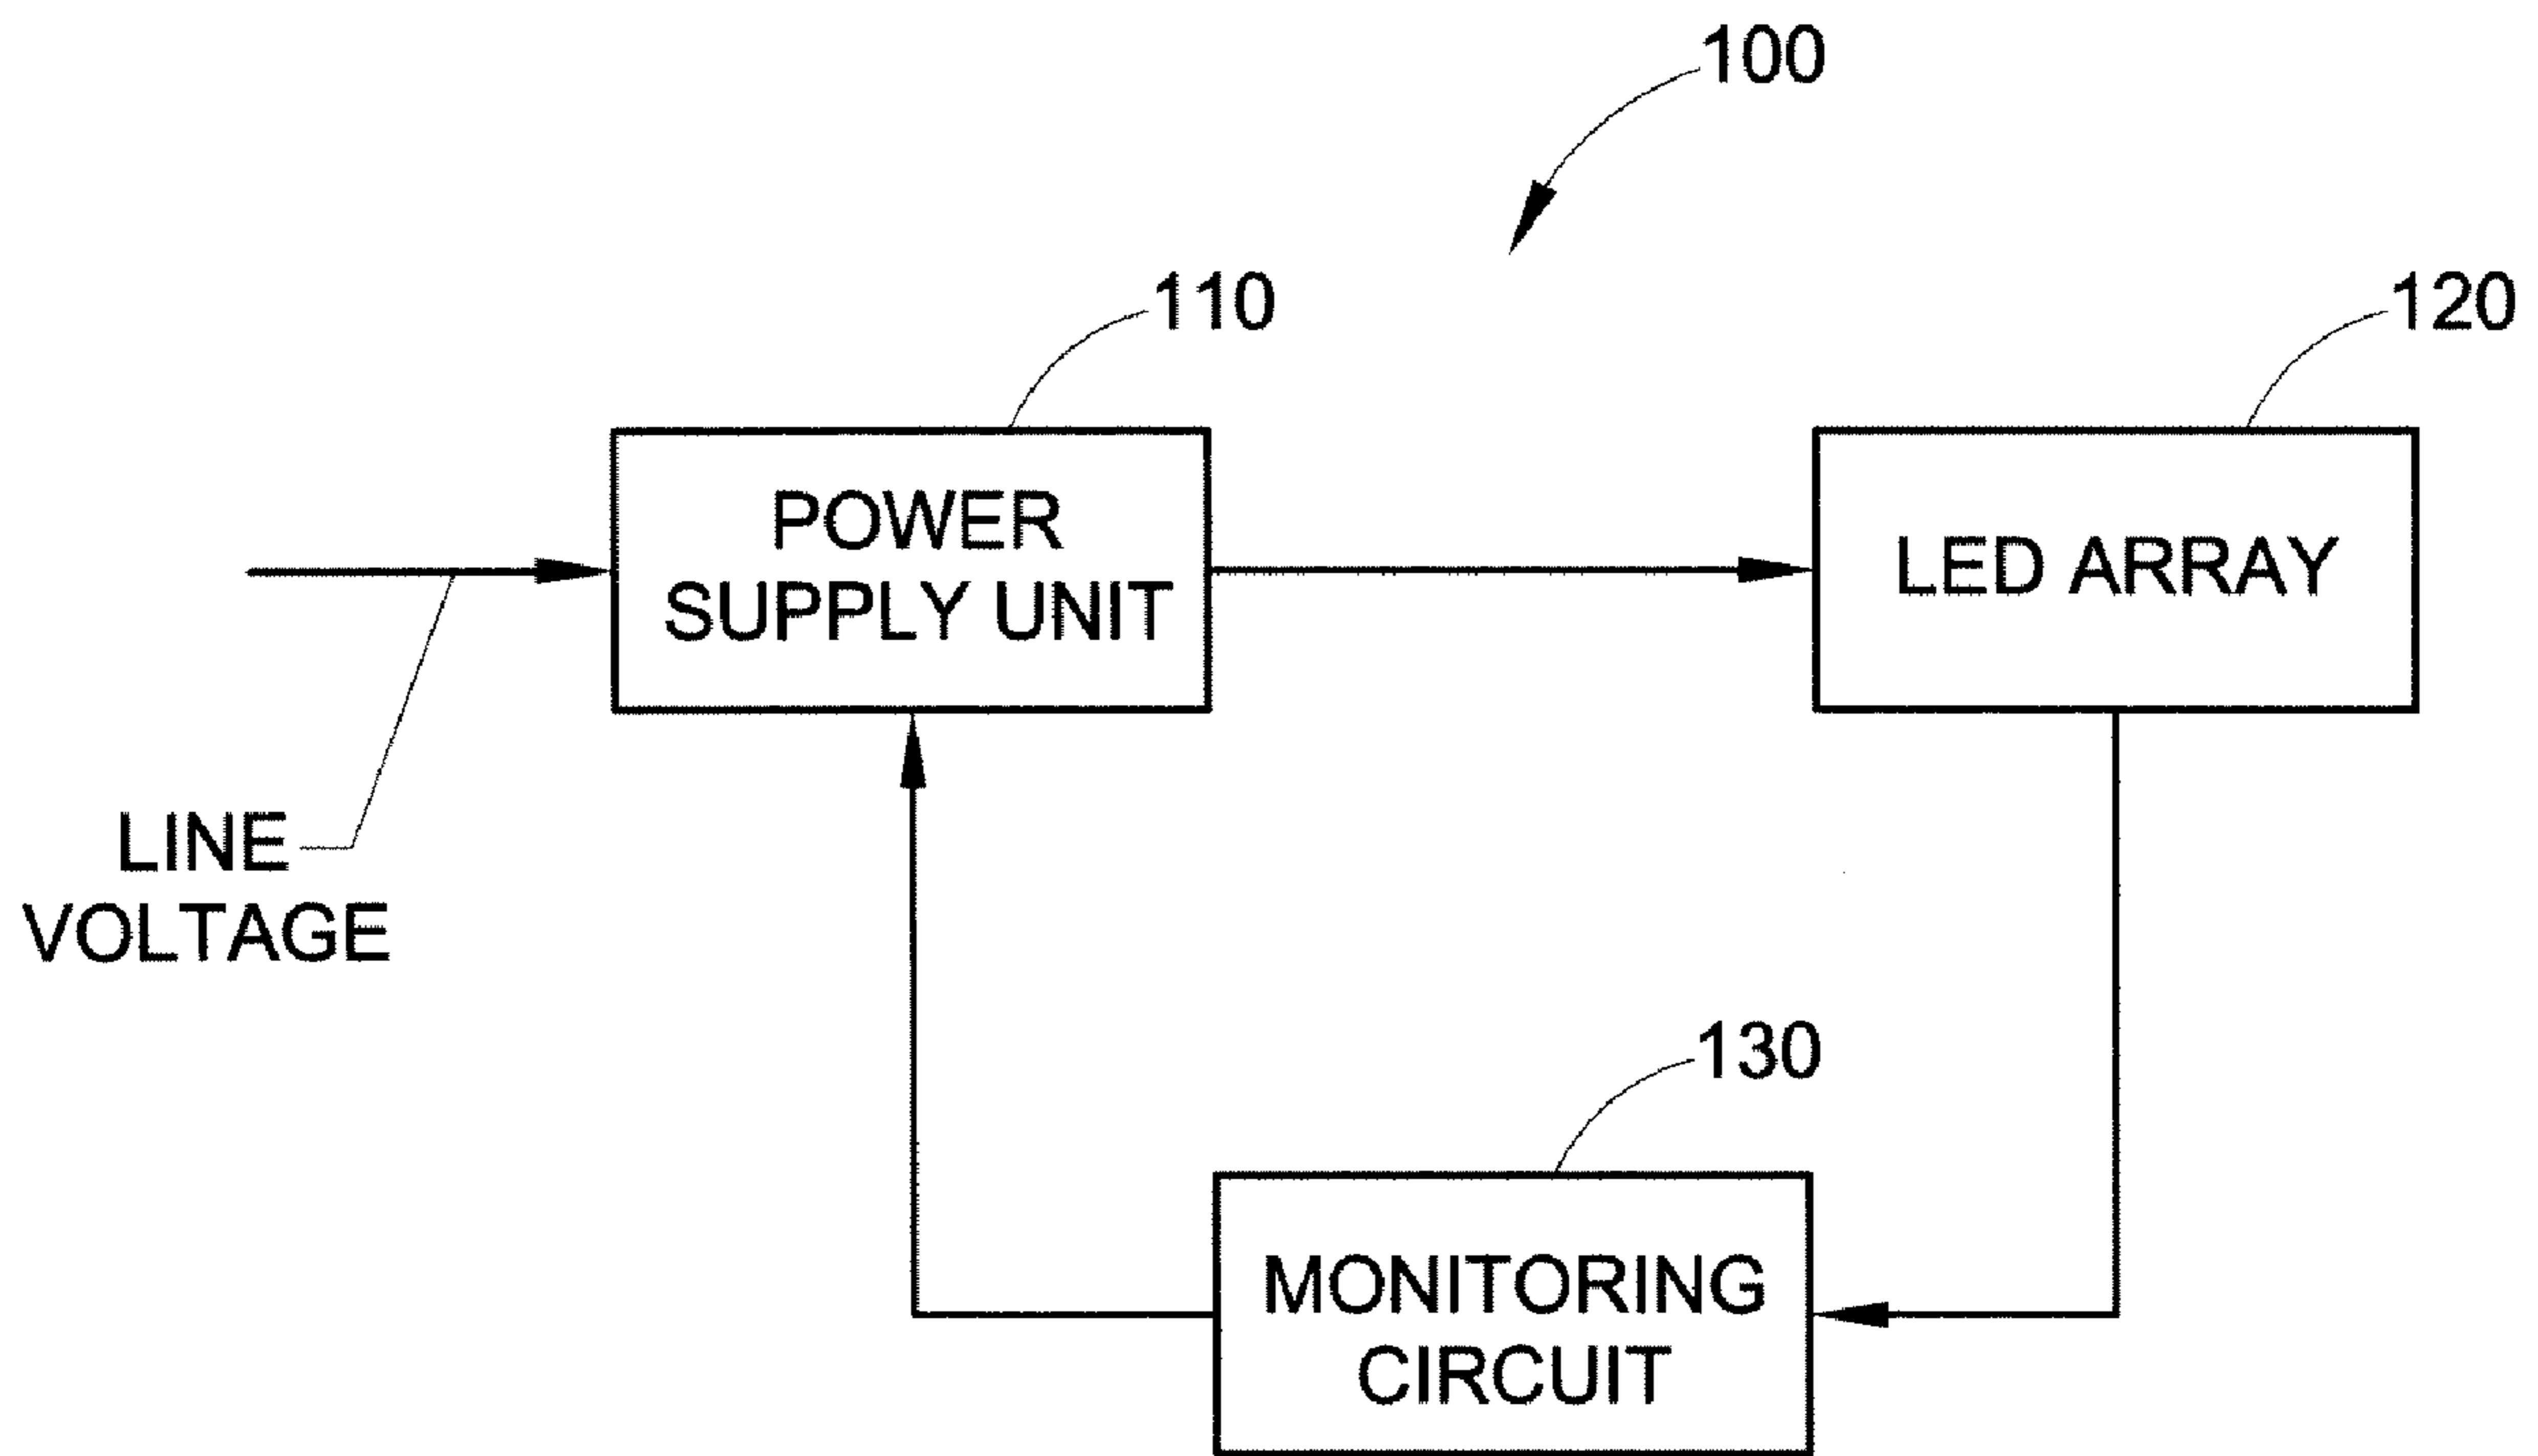 100
110
120
POWER
SUPPLY UNIT
LED ARRAY
LINE
VOLTAGE
130
MONITORING
CIRCUIT